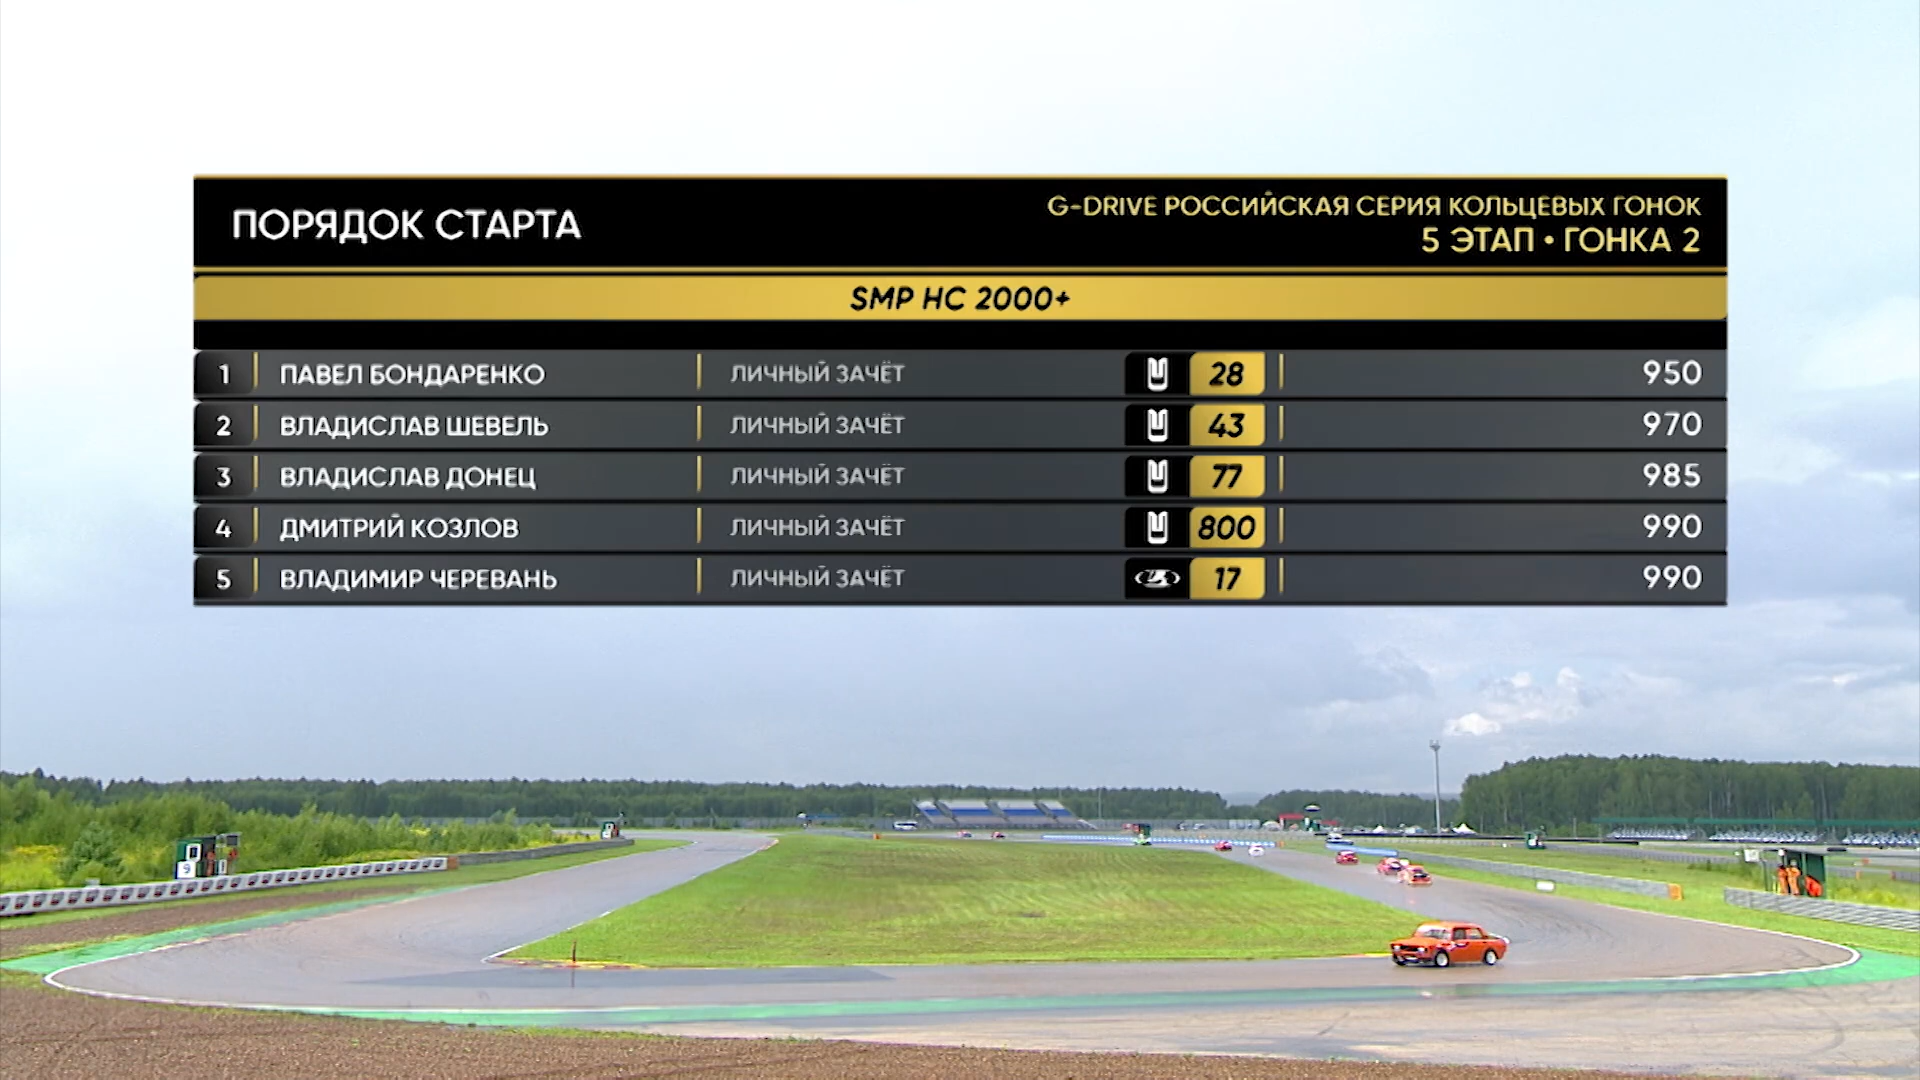 ПОРЯДОК СТАРТА
G-DRIVE РОССИЙСКАЯ СЕРИЯ КОЛЬЦЕВЫХ ГОНОК
5 ЭТАП • ГОНКА 2
SMP НС 2000+
1 ПАВЕЛ БОНДАРЕНКО ЛИЧНЫЙ ЗАЧЁТ 28 950
2 ВЛАДИСЛАВ ШЕВЕЛЬ ЛИЧНЫЙ ЗАЧЁТ 43 970
3 ВЛАДИСЛАВ ДОНЕЦ ЛИЧНЫЙ ЗАЧЁТ 77 985
4 ДМИТРИЙ КОЗЛОВ ЛИЧНЫЙ ЗАЧЁТ 800 990
5 ВЛАДИМИР ЧЕРЕВАНЬ ЛИЧНЫЙ ЗАЧЁТ 17 990
9